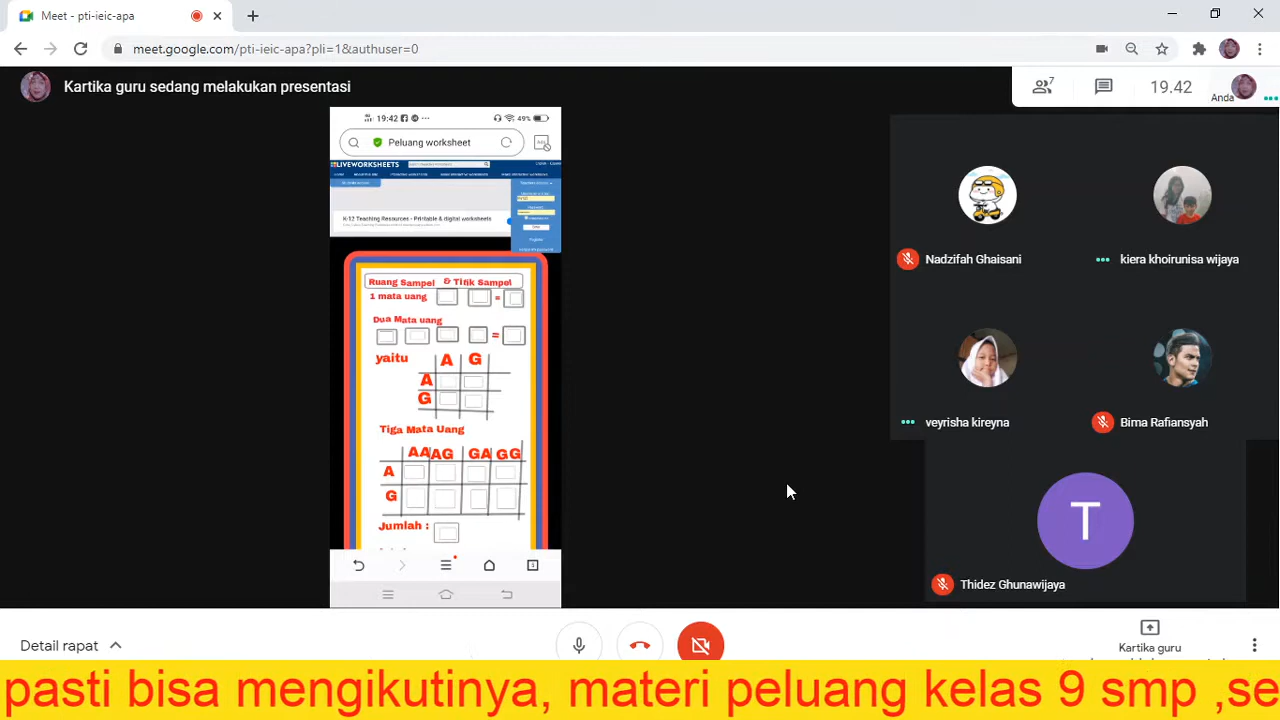 Meet - pti-ieic-apa
meet.google.com/pti-ieic-apa?pli=1&authuser=0
Kartika guru sedang melakukan presentasi
7
19.42
Anda
19:42
49%
Peluang worksheet
LIVEWORKSHEETS
K-12 Teaching Resources - Printable & digital worksheets
Ruang Sampel & Titik Sampel
1 mata uang =
Dua Mata uang
=
yaitu A G
A
G
Tiga Mata Uang
AA AG GA GG
A
G
Jumlah :
Nadzifah Ghaisani
kiera khoirunisa wijaya
veyrisha kireyna
Bima Rafiansyah
T
Thidez Ghunawijaya
Detail rapat
Kartika guru
pasti bisa mengikutinya, materi peluang kelas 9 smp ,se